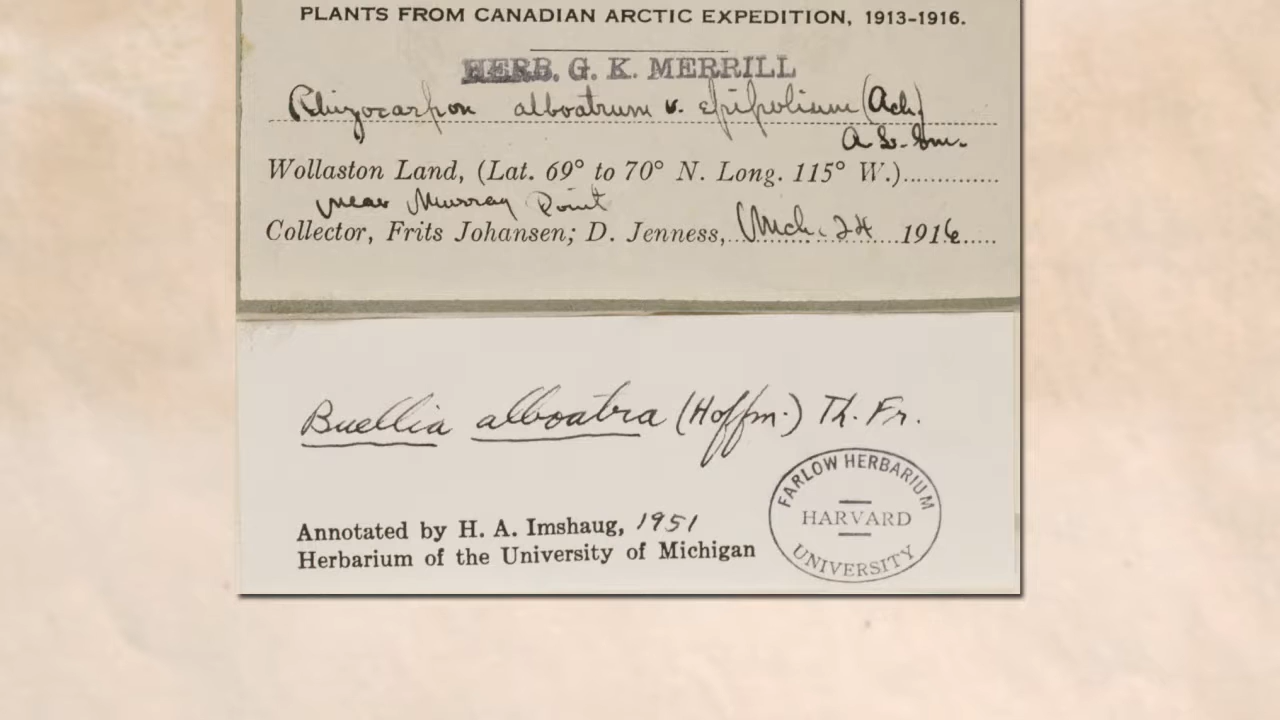 PLANTS FROM CANADIAN ARCTIC EXPEDITION, 1913-1916.
HERB. G. K. MERRILL
Rhizocarpon alboatrum v. epipolium (Ach)
A. L. Sm.
Wollaston Land, (Lat. 69° to 70° N. Long. 115° W.)..............
near Murray Point
Collector, Frits Johansen; D. Jenness, Mch. 24 1916.....
Buellia alboatra (Hoffm.) Th. Fr.
FARLOW HERBARIUM
HARVARD
UNIVERSITY
Annotated by H. A. Imshaug, 1951
Herbarium of the University of Michigan